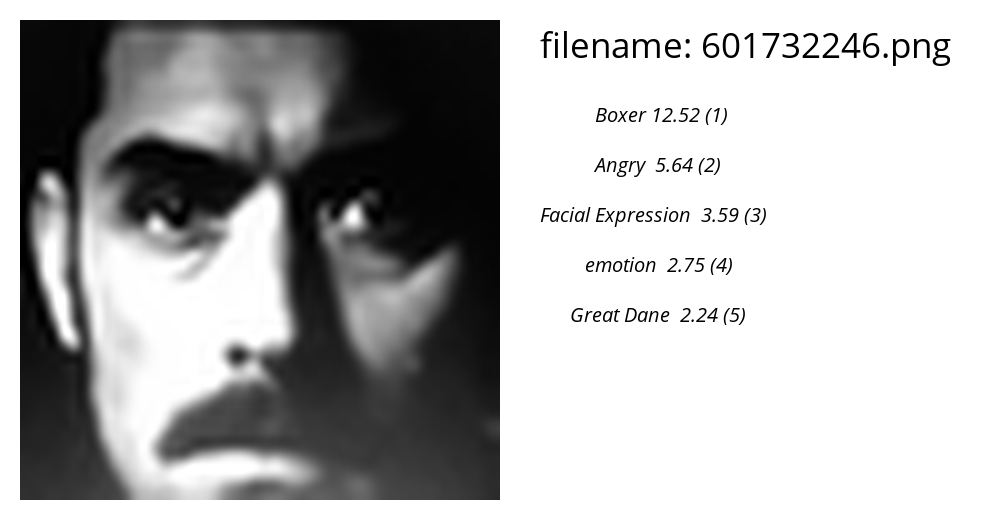 filename: 601732246.png
Boxer 12.52 (1)
Angry 5.64 (2)
Facial Expression 3.59 (3)
emotion 2.75 (4)
Great Dane 2.24 (5)